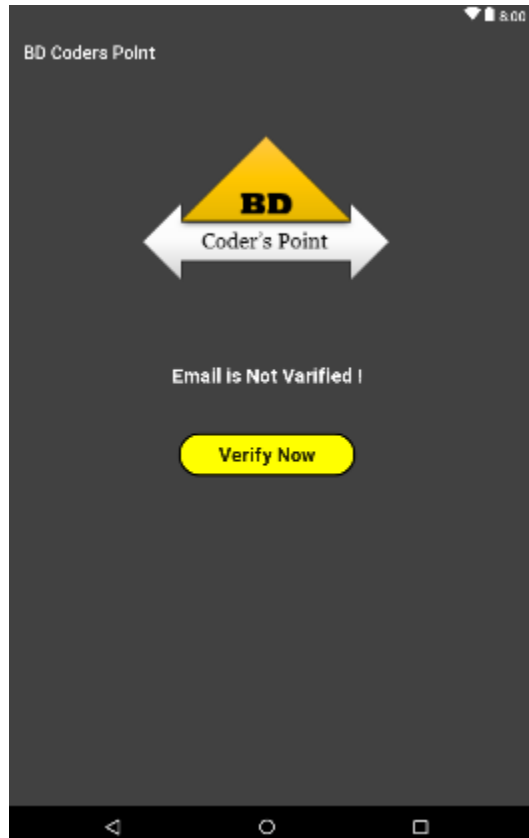 8:00
BD Coders Point
BD
Coder's Point
Email is Not Varified !
Verify Now